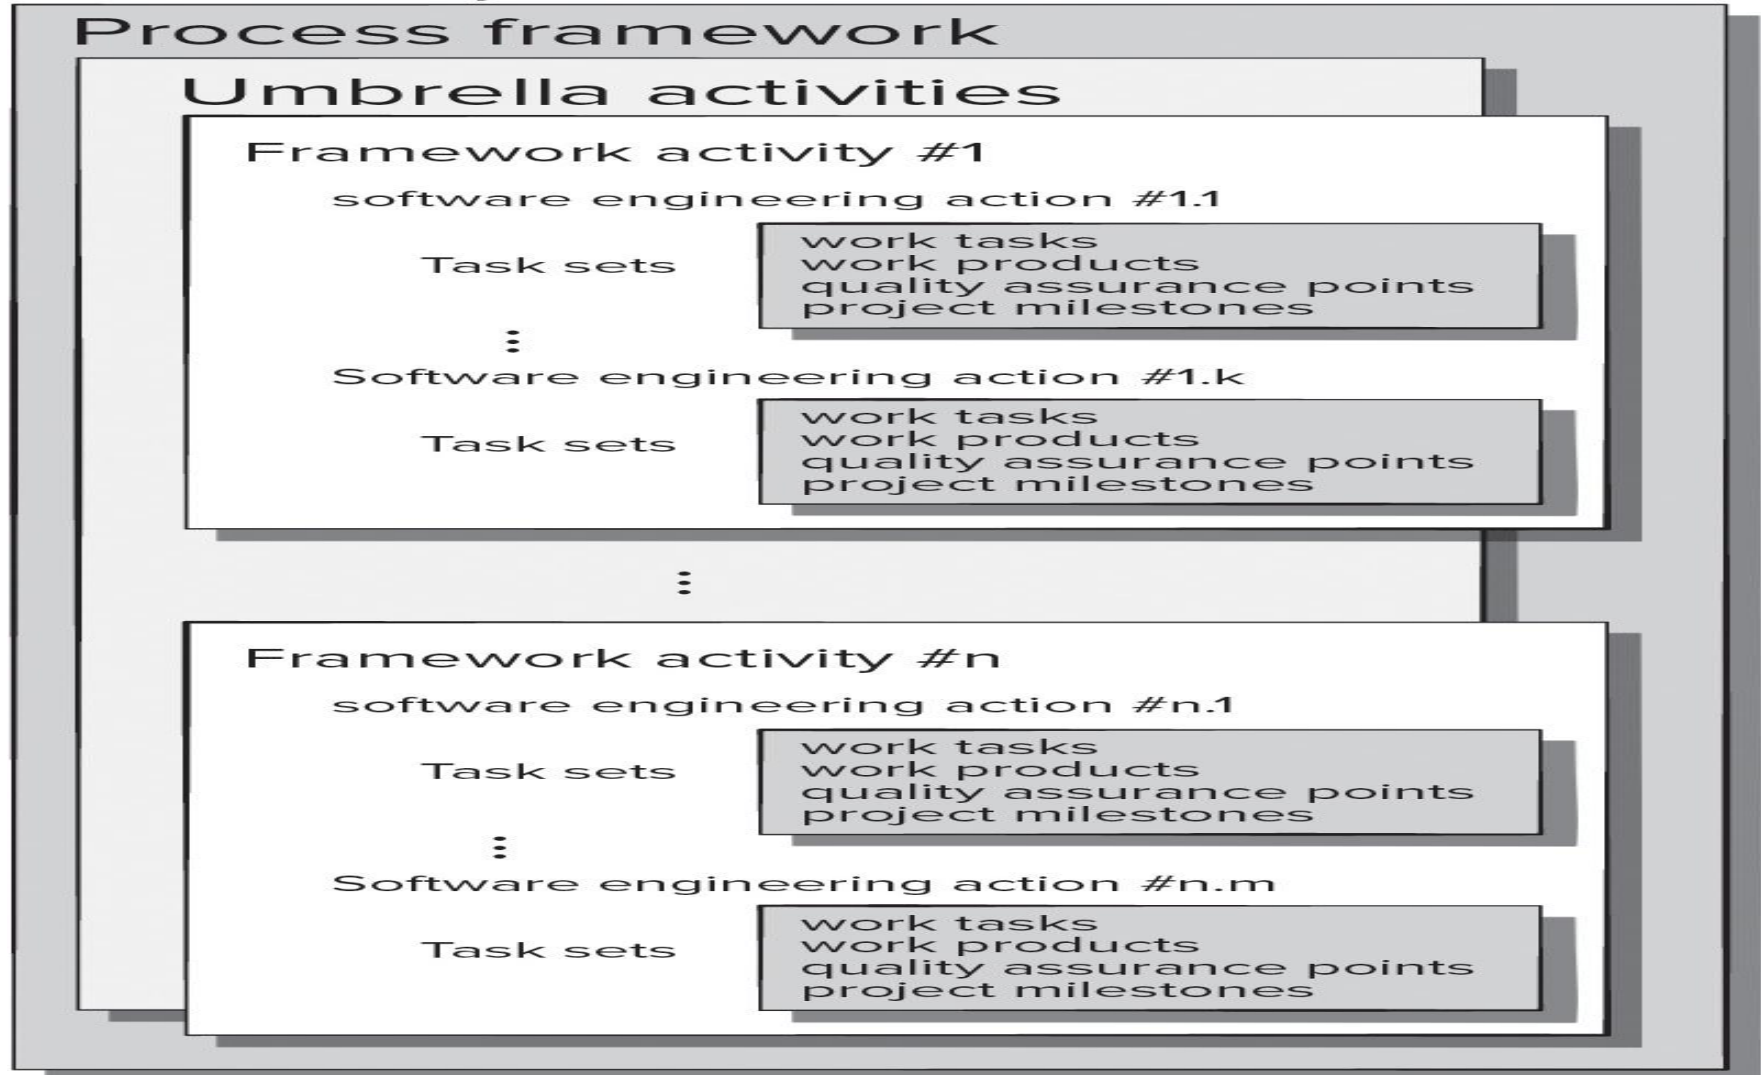 Process framework
Umbrella activities
Framework activity #1
software engineering action #1.1
Task sets
work tasks
work products
quality assurance points
project milestones
Software engineering action #1.k
Task sets
work tasks
work products
quality assurance points
project milestones
Framework activity #n
software engineering action #n.1
Task sets
work tasks
work products
quality assurance points
project milestones
Software engineering action #n.m
Task sets
work tasks
work products
quality assurance points
project milestones